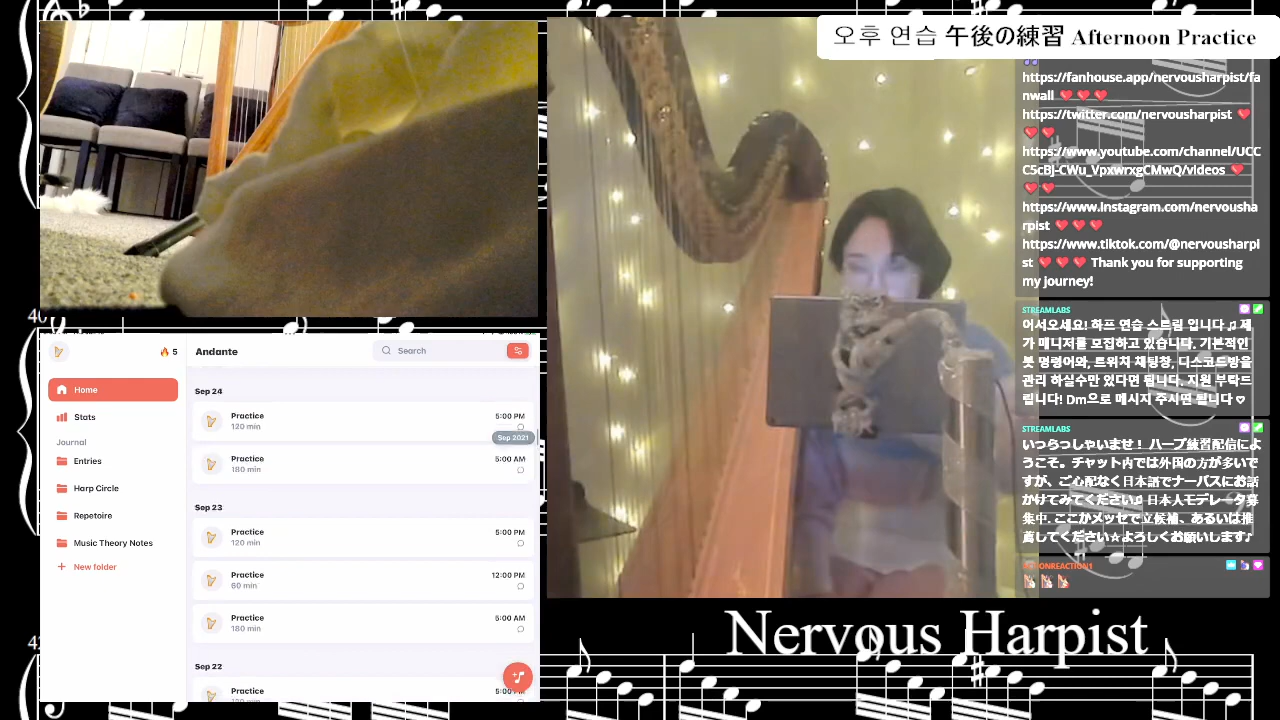 오후 연습 午後の練習 Afternoon Practice
https://fanhouse.app/nervousharpist/fa
nwall ❤️ ❤️ ❤️
https://twitter.com/nervousharpist ❤️
❤️ ❤️
https://www.youtube.com/channel/UCC
C5cBj-CWu_VpxwrxgCMwQ/videos ❤️
❤️ ❤️
https://www.instagram.com/nervousha
rpist ❤️ ❤️ ❤️
https://www.tiktok.com/@nervousharpi
st ❤️ ❤️ ❤️ Thank you for supporting
my journey!
STREAMLABS
어서오세요! 하프 연습 스트림 입니다 ♫ 제
가 매니저를 모집하고 있습니다. 기본적인
봇 명령어와, 트위치 채팅창, 디스코드방을
관리 하실수만 있다면 됩니다. 지원 부탁드
립니다! Dm으로 메시지 주시면 됩니다 ♡
STREAMLABS
いらっしゃいませ！ ハープ練習配信によ
うこそ。チャット内では外国の方が多いで
すが、ご心配なく日本語でナーバスにお話
かけてみてください♫ 日本人モデレータ募
集中. ここかメッセで立候補、あるいは推
薦してください☆よろしくお願いします♪
40
🔥 5
Andante
Search
Home
Stats
Journal
Entries
Harp Circle
Repetoire
Music Theory Notes
+ New folder
Sep 24
Practice
5:00 PM
120 min
Sep 2021
Practice
5:00 AM
180 min
Sep 23
Practice
5:00 PM
120 min
Practice
12:00 PM
60 min
Practice
5:00 AM
180 min
Sep 22
Practice
42
Nervous Harpist